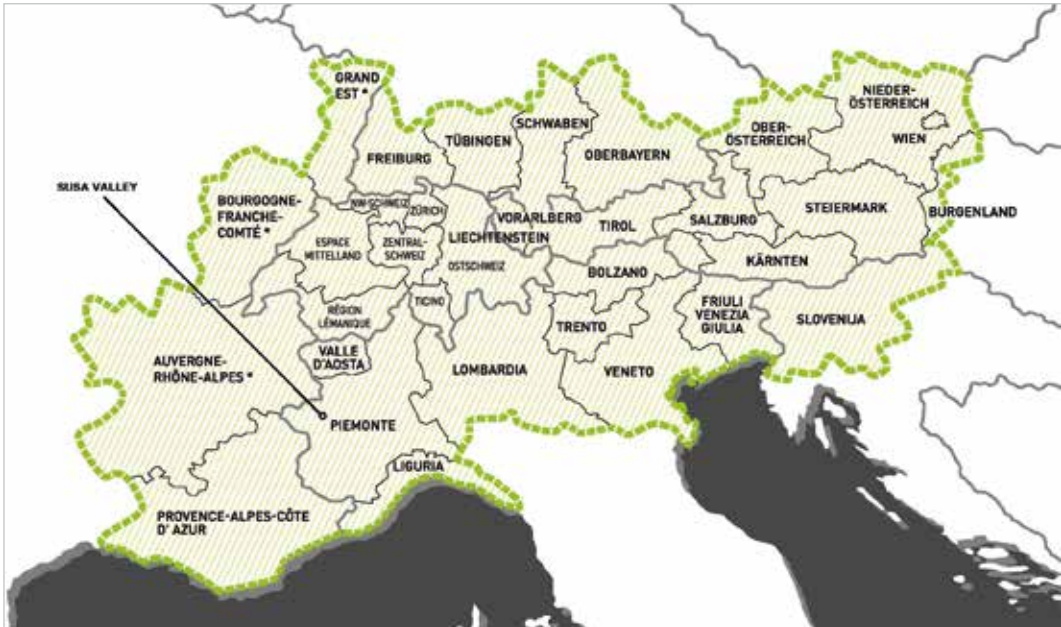 GRAND
EST *
NIEDER-
ÖSTERREICH
SCHWABEN
OBER-
ÖSTERREICH
TÜBINGEN
WIEN
FREIBURG
OBERBAYERN
SUSA VALLEY
BOURGOGNE-
FRANCHE-
COMTÉ *
NW-SCHWEIZ
ZÜRICH
VORARLBERG
TIROL
SALZBURG
STEIERMARK
BURGENLAND
LIECHTENSTEIN
ESPACE
MITTELLAND
ZENTRAL-
SCHWEIZ
OSTSCHWEIZ
BOLZANO
KÄRNTEN
TICINO
RÉGION
LÉMANIQUE
FRIULI
VENEZIA
GIULIA
SLOVENIJA
TRENTO
VALLE
D'AOSTA
AUVERGNE-
RHÔNE-ALPES *
LOMBARDIA
VENETO
PIEMONTE
LIGURIA
PROVENCE-ALPES-CÔTE
D' AZUR